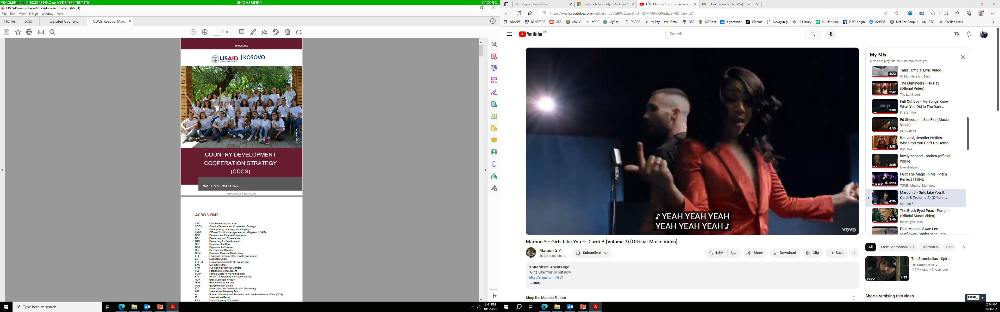 EUCOM\BuchheF.1035323445.C on NVDE01S1PRD2370
UNCLASSIFIED
CPCON 3
CDCS-Kosovo-May-2025 - Adobe Acrobat Pro (64-bit)
File Edit View E-Sign Window Help
Home Tools Integrated Country... CDCS-Kosovo-May...
1 / 36
UNCLASSIFIED
USAID KOSOVO
FROM THE AMERICAN PEOPLE
USAID KOSOVO
COUNTRY DEVELOPMENT
COOPERATION STRATEGY
(CDCS)
MAY 13, 2020 - MAY 13, 2025
APPROVED FOR PUBLIC RELEASE
ACRONYMS
CSO Civil Society Organization
CDCS Country Development Cooperation Strategy
CLA Collaborating, Learning, and Adapting
CMM Office of Conflict Management and Mitigation (USAID)
DFC Development Finance Corporation
DG Democracy and Governance
D4D Democracy for Development
DOS Department of State
DOJ Department of Justice
DO Development Objective
DRM Domestic Revenue Mobilization
EPI Enabling Environment for Private Investment
EU European Union
EULEX European Union Rule of Law Mission
EXO Executive Office
FFM Functioning Financial Markets
FDI Foreign Direct Investment
FLFP Female Labor Force Participation
FTA Fiscal Transparency and Accountability
GDP Gross Domestic Product
GOK Government of Kosovo
GOS Government of Serbia
ICT Information and Communication Technology
IMF International Monetary Fund
INL Bureau of International Narcotics and Law Enforcement Affairs (DOS)
IR Intermediate Result
KAS Kosovo Agency of Statistics
Type here to search
2:44 PM
10/3/2023
Pages - HomePage
Taskers Active - My / My Team /
Maroon 5 - Girls Like You ft.
Inbox - frank.buchheit5@gmail.c
https://www.youtube.com/watch?v=cBVGlBWQzuc&list=RDMMJPoQ0eqEz9M&index=21
ATAAPS BENEFEDS GRB ABC-C eOPF MyBiz+ DCPDS myPay Gmail DTS JCSDoct skyscanner Cinema Newzjunky J9 Library Ru-Ukr Map NSO: Login RAPIDS Def Sec Coop U GTC Civilian Links
YouTube DE
Search
♪ YEAH YEAH YEAH
YEAH YEAH YEAH ♪
vevo
Maroon 5 - Girls Like You ft. Cardi B (Volume 2) (Official Music Video)
Maroon 5
36.7M subscribers
Subscribed
4.8M
Share
Download
Clip
Save
914M views 4 years ago
"Girls Like You" is out now.
http://smarturl.it/GLY
...more
Shop the Maroon 5 store
My Mix
Mixes are playlists Youtube makes for you
4:23
Talks (Official Lyric Video)
Of Monsters and Men
2:42
The Lumineers - Ho Hey
(Official Video)
The Lumineers
3:08
Fall Out Boy - My Songs Know
What You Did In The Dark...
Fall Out Boy
4:55
Ed Sheeran - I See Fire (Music
Video)
CLS Videos
3:53
Bon Jovi, Jennifer Nettles -
Who Says You Can't Go Home
Bon Jovi
3:45
lovelytheband - broken (official
video)
lovelytheband
3:23
I Got The Magic In Me | Pitch
Perfect | TUNE
TUNE - Musical Moments
4:35
Maroon 5 - Girls Like You ft.
Cardi B (Volume 2) (Official...
Maroon 5
3:46
The Black Eyed Peas - Pump It
(Official Music Video)
Black Eyed Peas
Post Malone, Swae Lee -
Sunflower (Spider-Man: Into
All From Maroon5VEVO Maroon 5 Dance
vevo
3:33
The Strumbellas - Spirits
The Strumbellas
117M views • 7 years ago
Shorts remixing this video
DISA
2:44 PM
10/3/2023